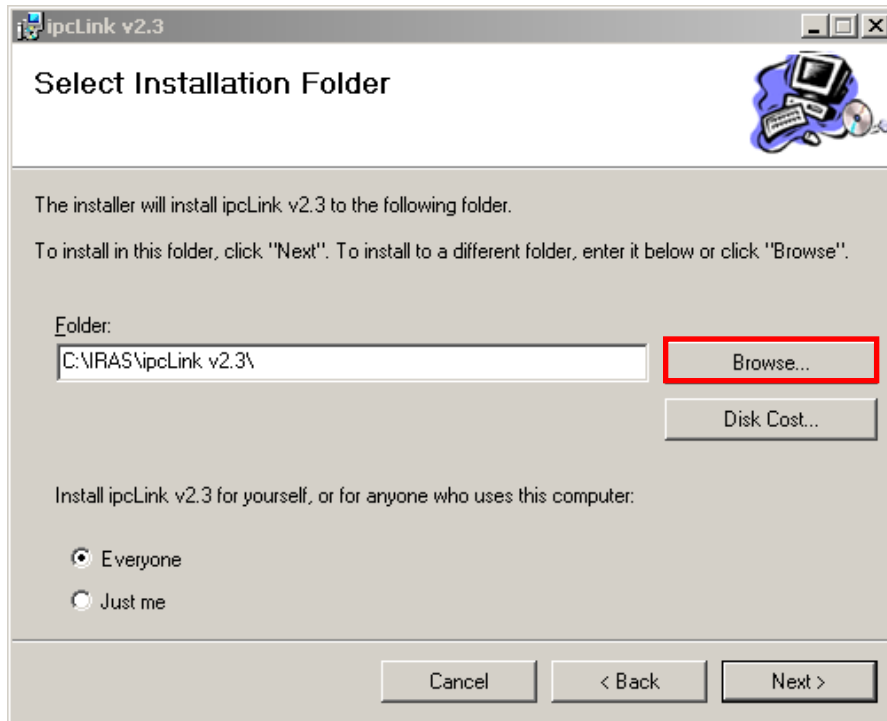 ipcLink v2.3
Select Installation Folder
The installer will install ipcLink v2.3 to the following folder.
To install in this folder, click "Next". To install to a different folder, enter it below or click "Browse".
Folder:
C:\IRAS\ipcLink v2.3\
Browse...
Disk Cost...
Install ipcLink v2.3 for yourself, or for anyone who uses this computer:
Everyone
Just me
Cancel
< Back
Next >